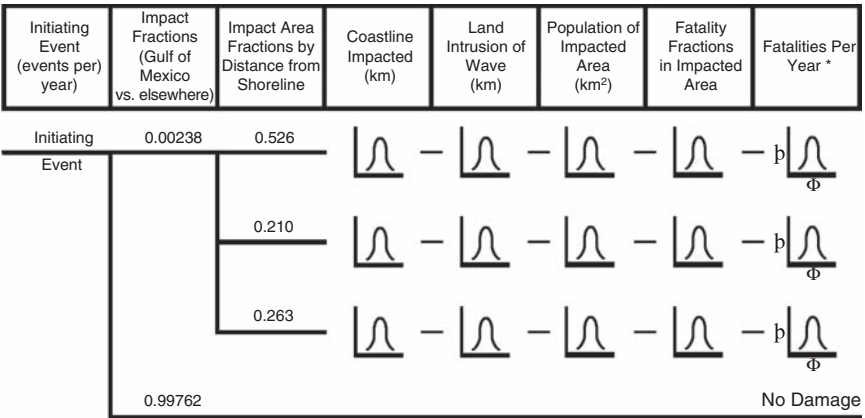 Initiating
Event
(events per)
year)
Impact
Fractions
(Gulf of
Mexico
vs. elsewhere)
Impact Area
Fractions by
Distance from
Shoreline
Coastline
Impacted
(km)
Land
Intrusion of
Wave
(km)
Population of
Impacted
Area
(km²)
Fatality
Fractions
in Impacted
Area
Fatalities Per
Year *
Initiating
Event
0.00238
0.526
þ
Φ
0.210
þ
Φ
0.263
þ
Φ
0.99762
No Damage